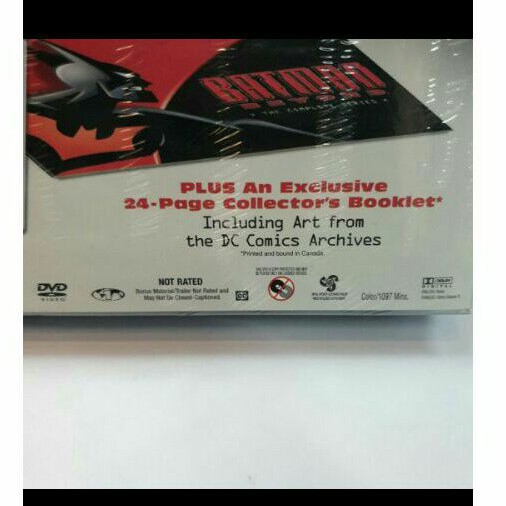 BATMAN
BEYOND
THE COMPLETE SERIES
PLUS An Exclusive
24-Page Collector's Booklet*
Including Art from
the DC Comics Archives
*Printed and bound in Canada.
NOT RATED
Bonus Material/Trailer Not Rated and
May Not Be Closed-Captioned.
DVD
VIDEO
Color/1097 Mins.
DOLBY
DIGITAL